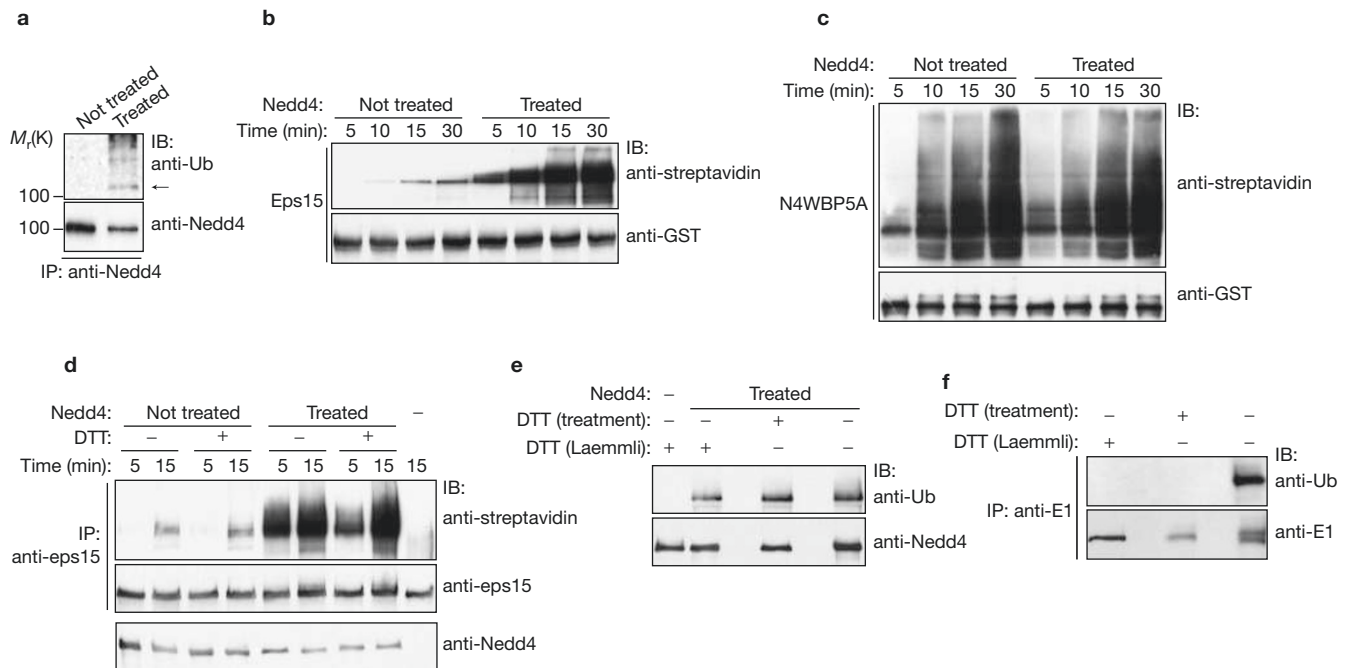 a
Not treated
Treated
Mr(K)
IB:
anti-Ub
←
100
100
anti-Nedd4
IP: anti-Nedd4
b
Nedd4: Not treated Treated
Time (min): 5 10 15 30 5 10 15 30
IB:
anti-streptavidin
Eps15
anti-GST
c
Nedd4: Not treated Treated
Time (min): 5 10 15 30 5 10 15 30
IB:
anti-streptavidin
N4WBP5A
anti-GST
d
Nedd4: Not treated Treated –
DTT: – + – +
Time (min): 5 15 5 15 5 15 5 15 15
IB:
anti-streptavidin
IP:
anti-eps15
anti-eps15
anti-Nedd4
e
Nedd4: – Treated
DTT (treatment): – – + –
DTT (Laemmli): + + – –
IB:
anti-Ub
anti-Nedd4
f
DTT (treatment): – + –
DTT (Laemmli): + – –
IB:
anti-Ub
IP: anti-E1
anti-E1